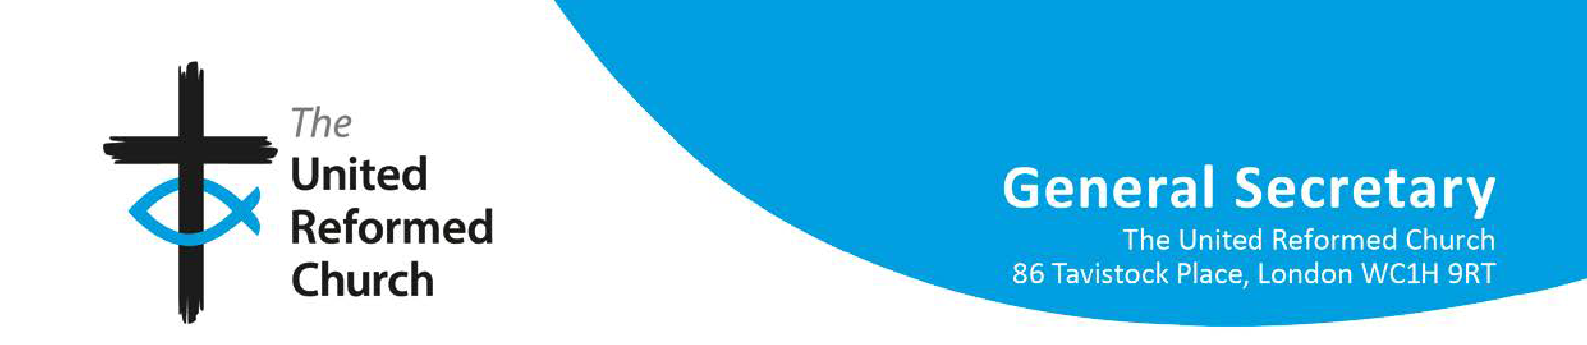 The
United
Reformed
Church
General Secretary
The United Reformed Church
86 Tavistock Place, London WC1H 9RT